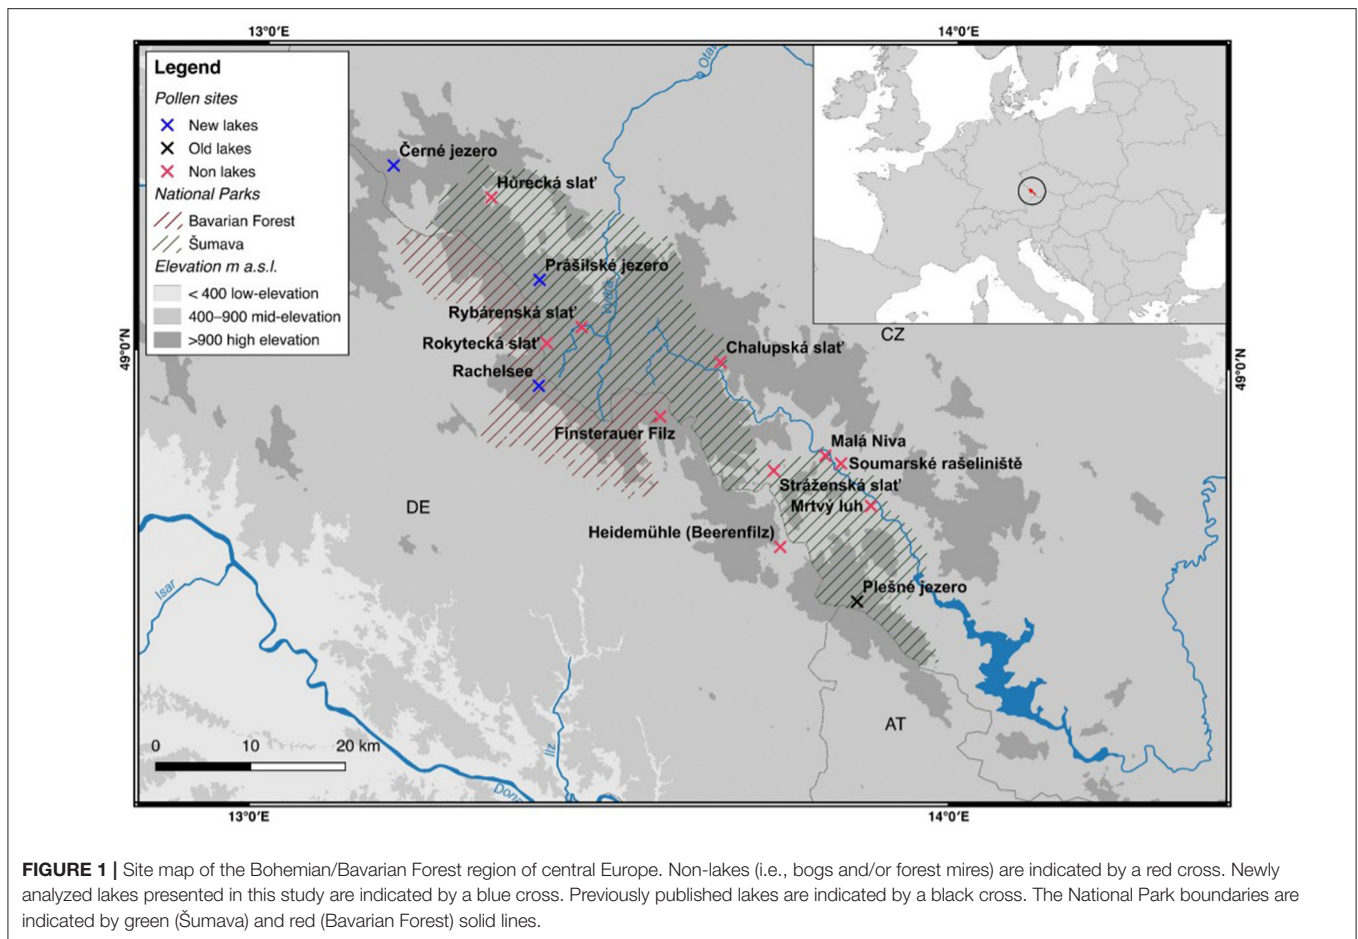 13°0′E
14°0′E
Legend
Pollen sites
New lakes
Old lakes
Non lakes
National Parks
Bavarian Forest
Šumava
Elevation m a.s.l.
< 400 low-elevation
400–900 mid-elevation
>900 high elevation
Otava
Černé jezero
Hůrecká slať
Prášilské jezero
Vydra
Rybárenská slať
Rokytecká slať
Rachelsee
Chalupská slať
CZ
49°0′N
49°0′N
Finsterauer Filz
Malá Niva
Soumarské rašeliniště
Stráženská slať
Mrtvý luh
DE
Heidemühle (Beerenfilz)
Plešné jezero
Isar
AT
0 10 20 km
Ilz
Dona
13°0′E
14°0′E
FIGURE 1 | Site map of the Bohemian/Bavarian Forest region of central Europe. Non-lakes (i.e., bogs and/or forest mires) are indicated by a red cross. Newly
analyzed lakes presented in this study are indicated by a blue cross. Previously published lakes are indicated by a black cross. The National Park boundaries are
indicated by green (Šumava) and red (Bavarian Forest) solid lines.